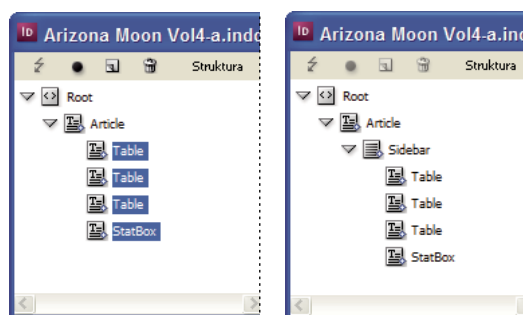 Arizona Moon Vol4-a.indd
Struktura
Root
Article
Table
Table
Table
StatBox
Arizona Moon Vol4-a.in
Struktura
Root
Article
Sidebar
Table
Table
Table
StatBox